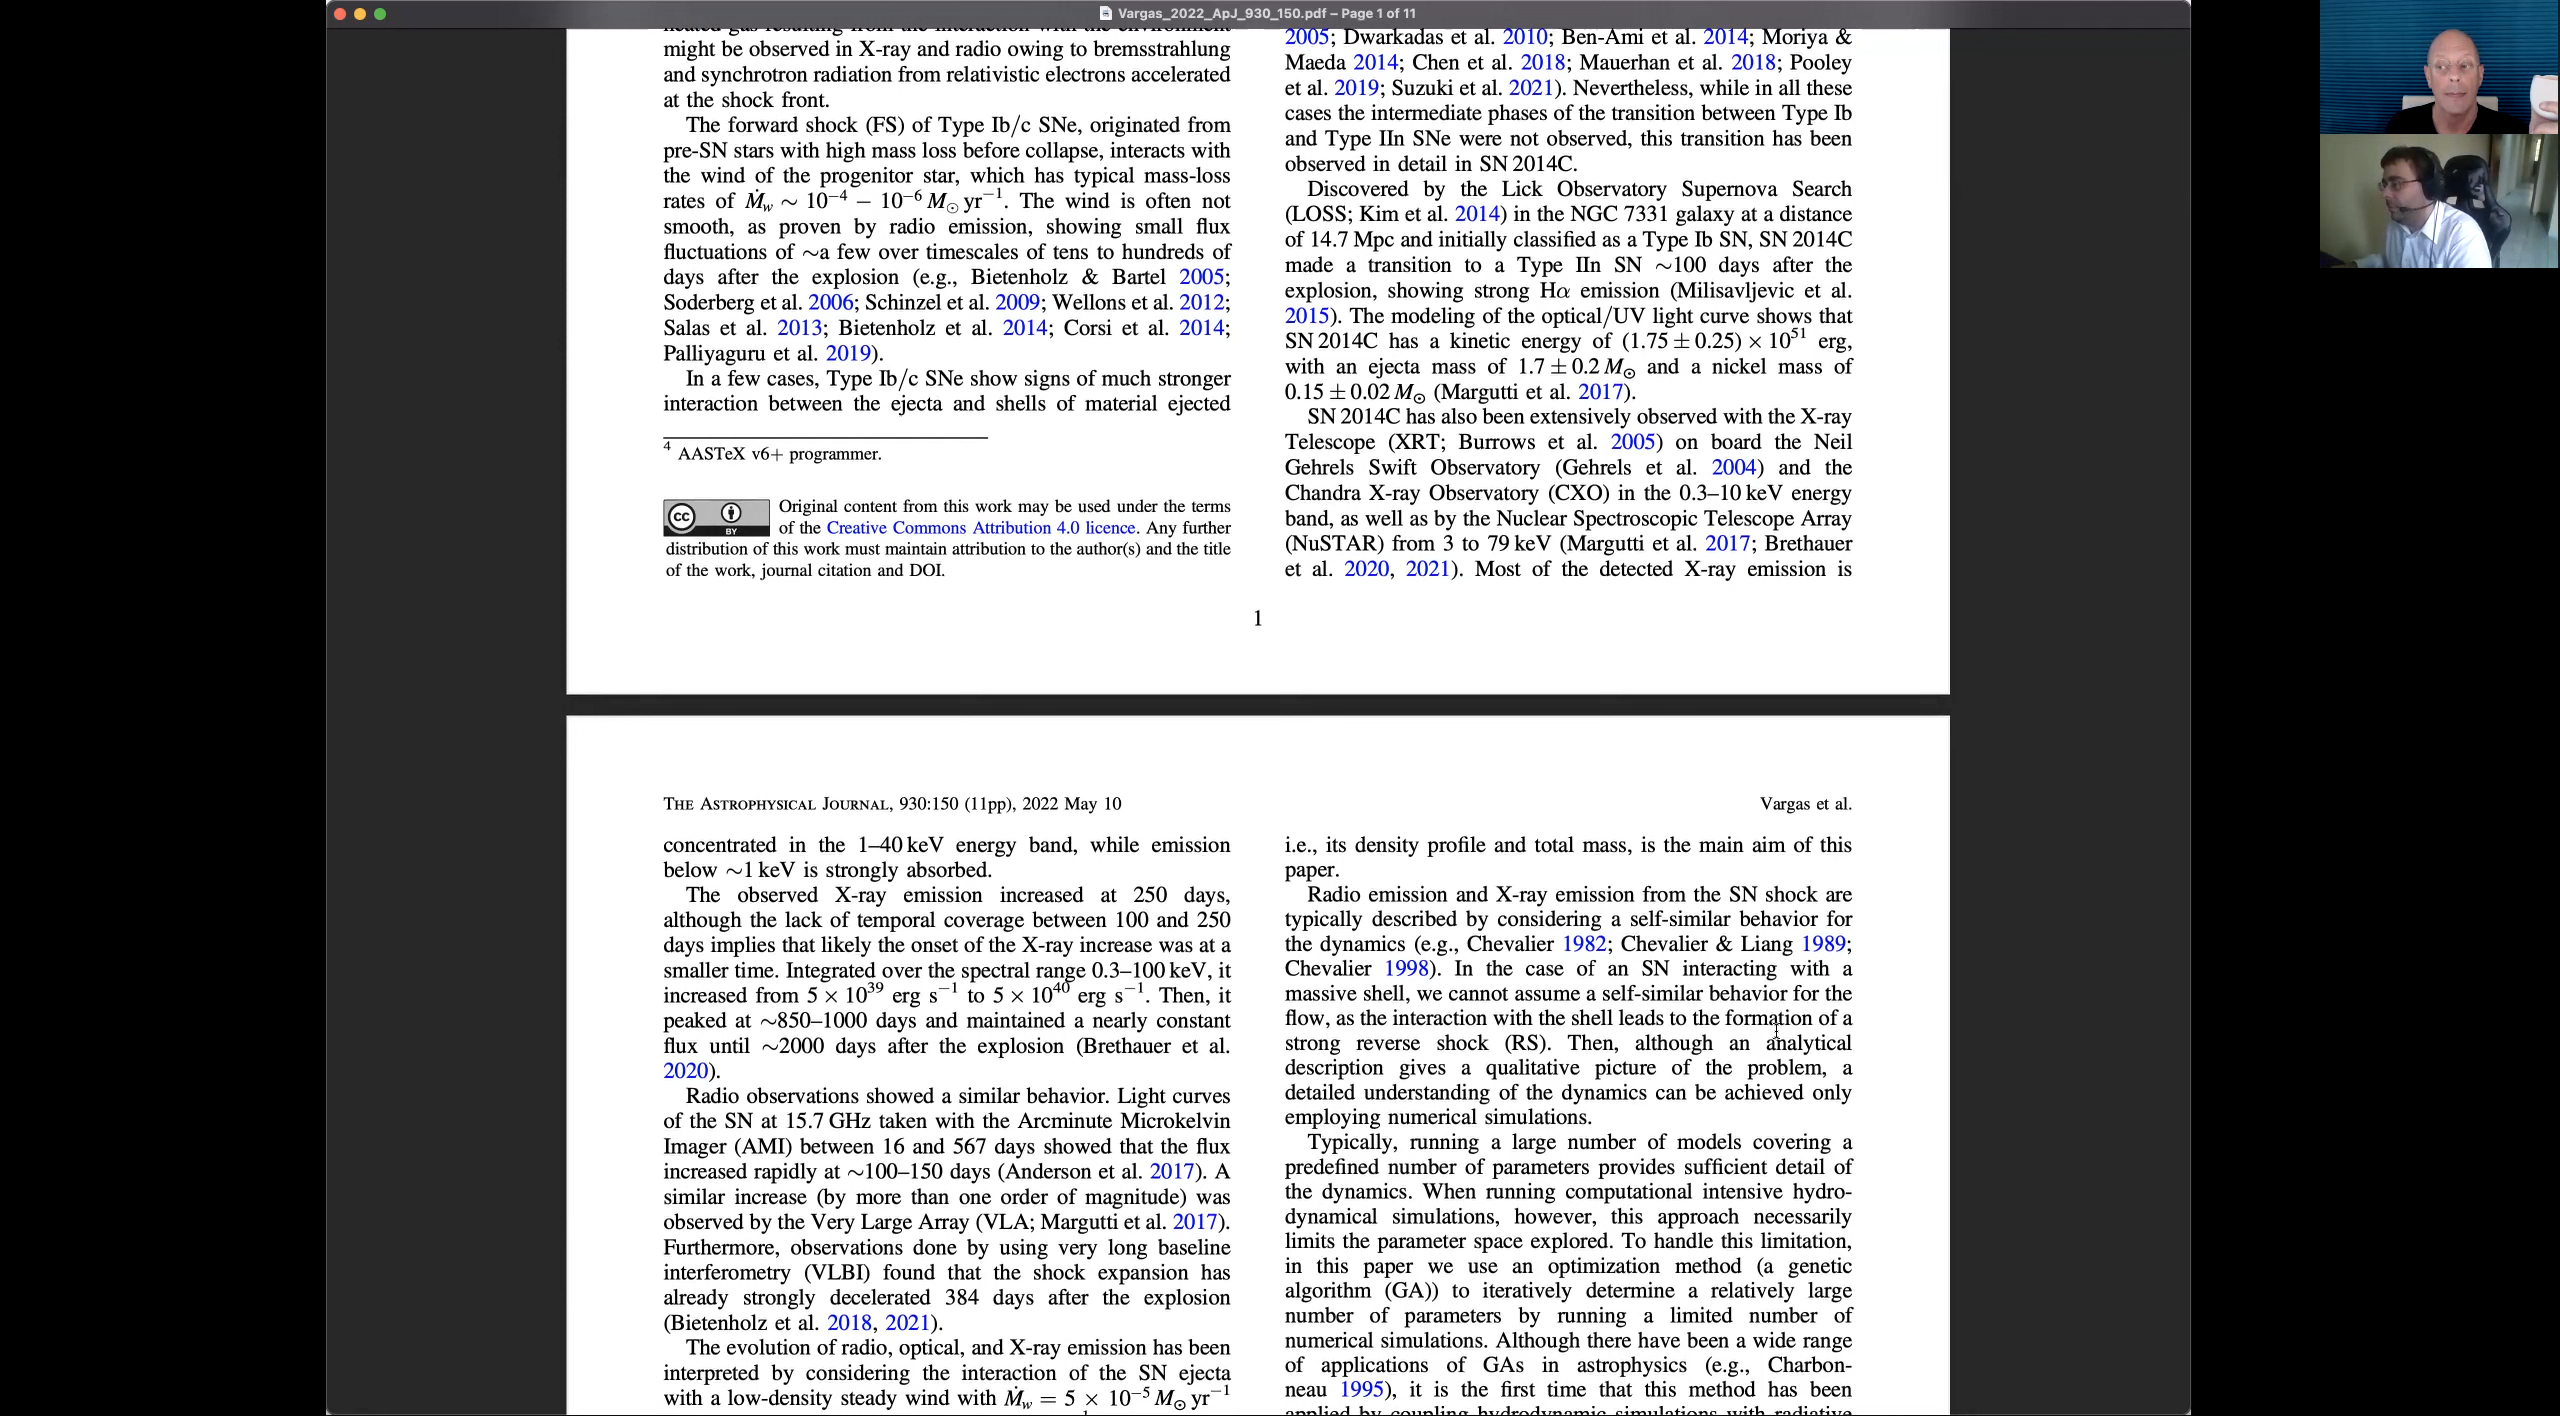 Vargas_2022_ApJ_930_150.pdf – Page 1 of 11
heated gas resulting from the interaction with the environment
might be observed in X-ray and radio owing to bremsstrahlung
and synchrotron radiation from relativistic electrons accelerated
at the shock front.
The forward shock (FS) of Type Ib/c SNe, originated from
pre-SN stars with high mass loss before collapse, interacts with
the wind of the progenitor star, which has typical mass-loss
rates of Ṁw ∼ 10−4 − 10−6 M⊙ yr−1. The wind is often not
smooth, as proven by radio emission, showing small flux
fluctuations of ∼a few over timescales of tens to hundreds of
days after the explosion (e.g., Bietenholz & Bartel 2005;
Soderberg et al. 2006; Schinzel et al. 2009; Wellons et al. 2012;
Salas et al. 2013; Bietenholz et al. 2014; Corsi et al. 2014;
Palliyaguru et al. 2019).
In a few cases, Type Ib/c SNe show signs of much stronger
interaction between the ejecta and shells of material ejected
4 AASTeX v6+ programmer.
cc BY
Original content from this work may be used under the terms
of the Creative Commons Attribution 4.0 licence. Any further
distribution of this work must maintain attribution to the author(s) and the title
of the work, journal citation and DOI.
2005; Dwarkadas et al. 2010; Ben-Ami et al. 2014; Moriya &
Maeda 2014; Chen et al. 2018; Mauerhan et al. 2018; Pooley
et al. 2019; Suzuki et al. 2021). Nevertheless, while in all these
cases the intermediate phases of the transition between Type Ib
and Type IIn SNe were not observed, this transition has been
observed in detail in SN 2014C.
Discovered by the Lick Observatory Supernova Search
(LOSS; Kim et al. 2014) in the NGC 7331 galaxy at a distance
of 14.7 Mpc and initially classified as a Type Ib SN, SN 2014C
made a transition to a Type IIn SN ∼100 days after the
explosion, showing strong Hα emission (Milisavljevic et al.
2015). The modeling of the optical/UV light curve shows that
SN 2014C has a kinetic energy of (1.75 ± 0.25) × 10^51 erg,
with an ejecta mass of 1.7 ± 0.2 M⊙ and a nickel mass of
0.15 ± 0.02 M⊙ (Margutti et al. 2017).
SN 2014C has also been extensively observed with the X-ray
Telescope (XRT; Burrows et al. 2005) on board the Neil
Gehrels Swift Observatory (Gehrels et al. 2004) and the
Chandra X-ray Observatory (CXO) in the 0.3–10 keV energy
band, as well as by the Nuclear Spectroscopic Telescope Array
(NuSTAR) from 3 to 79 keV (Margutti et al. 2017; Brethauer
et al. 2020, 2021). Most of the detected X-ray emission is
1
THE ASTROPHYSICAL JOURNAL, 930:150 (11pp), 2022 May 10
Vargas et al.
concentrated in the 1–40 keV energy band, while emission
below ∼1 keV is strongly absorbed.
The observed X-ray emission increased at 250 days,
although the lack of temporal coverage between 100 and 250
days implies that likely the onset of the X-ray increase was at a
smaller time. Integrated over the spectral range 0.3–100 keV, it
increased from 5 × 10^39 erg s−1 to 5 × 10^40 erg s−1. Then, it
peaked at ∼850–1000 days and maintained a nearly constant
flux until ∼2000 days after the explosion (Brethauer et al.
2020).
Radio observations showed a similar behavior. Light curves
of the SN at 15.7 GHz taken with the Arcminute Microkelvin
Imager (AMI) between 16 and 567 days showed that the flux
increased rapidly at ∼100–150 days (Anderson et al. 2017). A
similar increase (by more than one order of magnitude) was
observed by the Very Large Array (VLA; Margutti et al. 2017).
Furthermore, observations done by using very long baseline
interferometry (VLBI) found that the shock expansion has
already strongly decelerated 384 days after the explosion
(Bietenholz et al. 2018, 2021).
The evolution of radio, optical, and X-ray emission has been
interpreted by considering the interaction of the SN ejecta
with a low-density steady wind with Ṁw = 5 × 10−5 M⊙ yr−1
i.e., its density profile and total mass, is the main aim of this
paper.
Radio emission and X-ray emission from the SN shock are
typically described by considering a self-similar behavior for
the dynamics (e.g., Chevalier 1982; Chevalier & Liang 1989;
Chevalier 1998). In the case of an SN interacting with a
massive shell, we cannot assume a self-similar behavior for the
flow, as the interaction with the shell leads to the formation of a
strong reverse shock (RS). Then, although an analytical
description gives a qualitative picture of the problem, a
detailed understanding of the dynamics can be achieved only
employing numerical simulations.
Typically, running a large number of models covering a
predefined number of parameters provides sufficient detail of
the dynamics. When running computational intensive hydro-
dynamical simulations, however, this approach necessarily
limits the parameter space explored. To handle this limitation,
in this paper we use an optimization method (a genetic
algorithm (GA)) to iteratively determine a relatively large
number of parameters by running a limited number of
numerical simulations. Although there have been a wide range
of applications of GAs in astrophysics (e.g., Charbon-
neau 1995), it is the first time that this method has been
applied by coupling hydrodynamic simulations with radiative